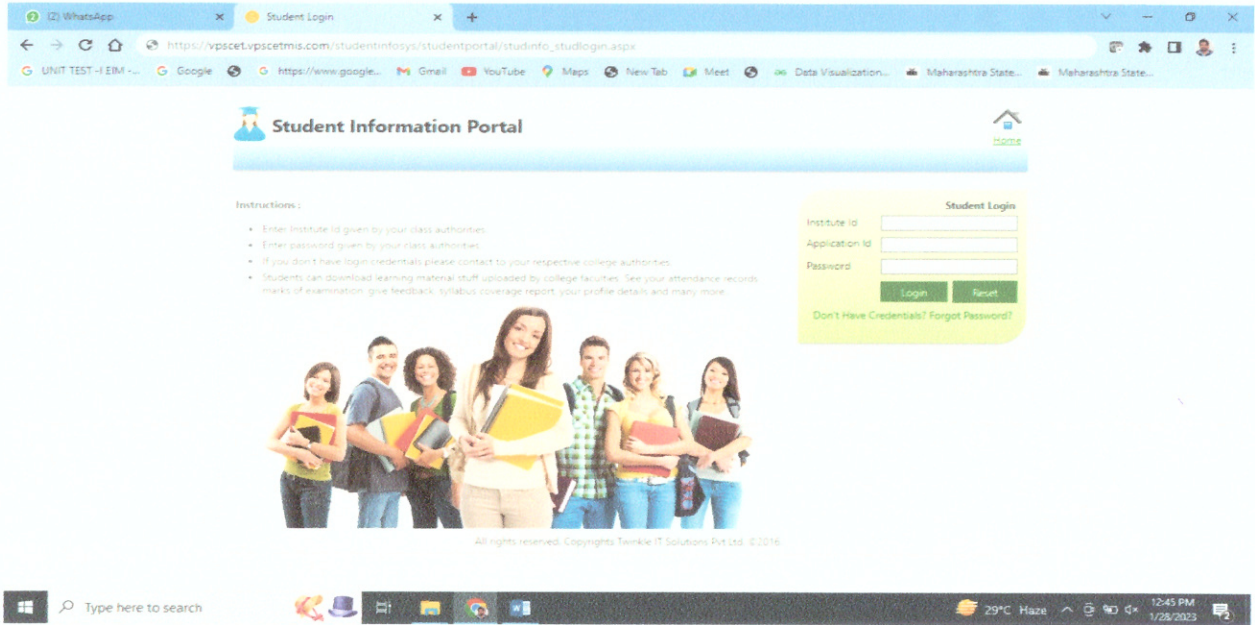 (2) WhatsApp
Student Login
https://vpscet.vpscetmis.com/studentinfosys/studentportal/studinfo_studlogin.aspx
UNIT TEST -I EIM -... Google https://www.google... Gmail YouTube Maps New Tab Meet Data Visualization... Maharashtra State... Maharashtra State...
Student Information Portal
Home
Instructions :
Enter Institute Id given by your class authorities.
Enter password given by your class authorities.
If you don't have login credentials please contact to your respective college authorities.
Students can download learning material stuff uploaded by college faculties. See your attendance records
marks of examination, give feedback, syllabus coverage report, your profile details and many more
Student Login
Institute Id
Application Id
Password
Login Reset
Don't Have Credentials? Forgot Password?
All rights reserved. Copyrights Twinkle IT Solutions Pvt Ltd. ©2016.
Type here to search
29°C Haze
12:45 PM
1/28/2023
2